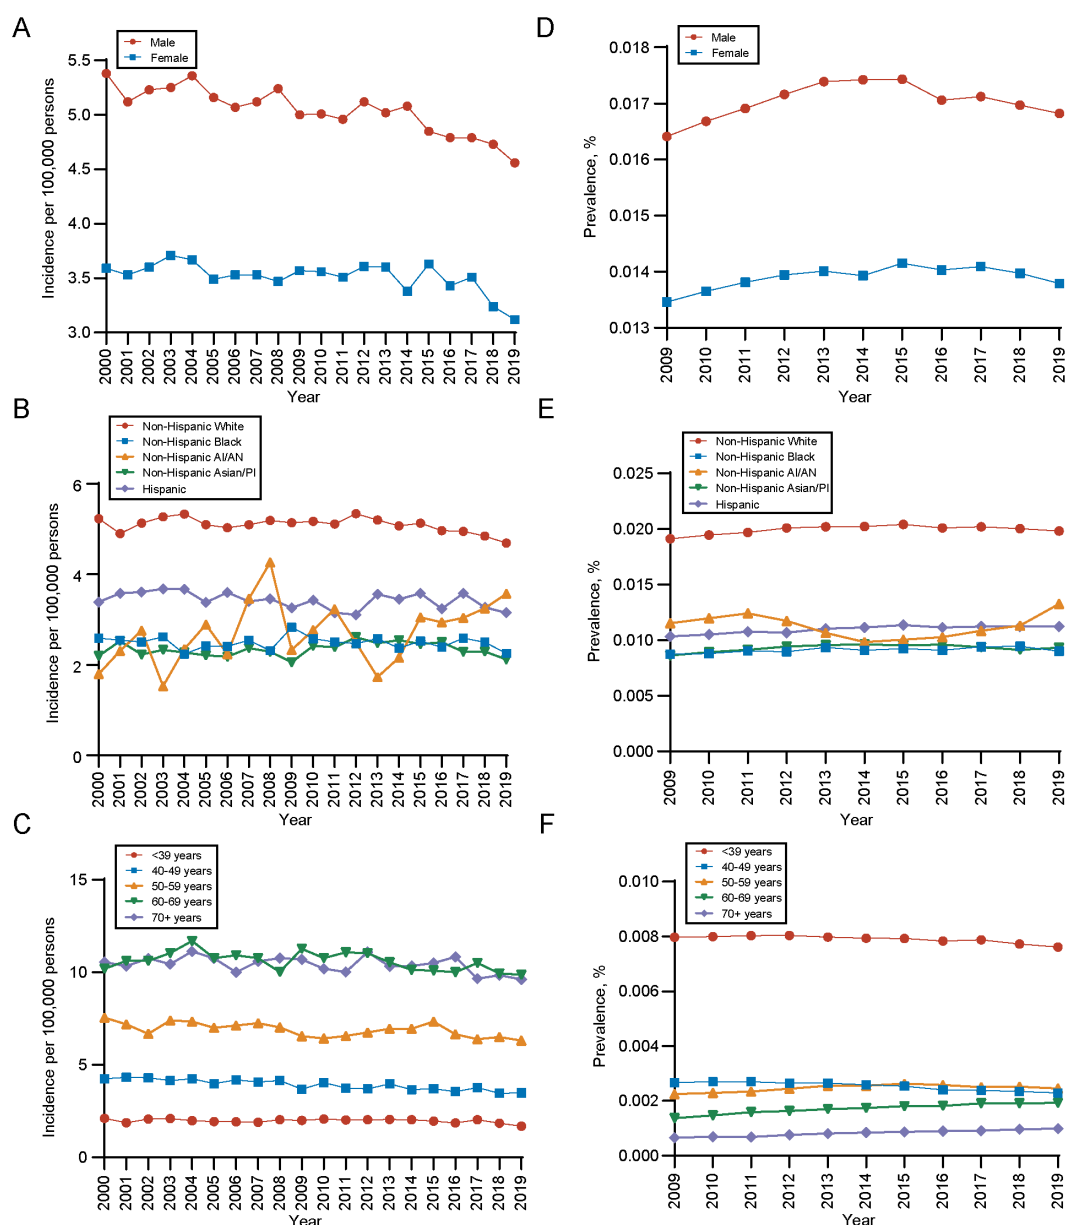 A
Male
Female
Incidence per 100,000 persons
5.5
5.0
4.5
4.0
3.5
3.0
2000 2001 2002 2003 2004 2005 2006 2007 2008 2009 2010 2011 2012 2013 2014 2015 2016 2017 2018 2019
Year
D
Male
Female
Prevalence, %
0.018
0.017
0.016
0.015
0.014
0.013
2009 2010 2011 2012 2013 2014 2015 2016 2017 2018 2019
Year
B
Non-Hispanic White
Non-Hispanic Black
Non-Hispanic AI/AN
Non-Hispanic Asian/PI
Hispanic
Incidence per 100,000 persons
6
4
2
0
2000 2001 2002 2003 2004 2005 2006 2007 2008 2009 2010 2011 2012 2013 2014 2015 2016 2017 2018 2019
Year
E
Non-Hispanic White
Non-Hispanic Black
Non-Hispanic AI/AN
Non-Hispanic Asian/PI
Hispanic
Prevalence, %
0.025
0.020
0.015
0.010
0.005
0.000
2009 2010 2011 2012 2013 2014 2015 2016 2017 2018 2019
Year
C
<39 years
40-49 years
50-59 years
60-69 years
70+ years
Incidence per 100,000 persons
15
10
5
0
2000 2001 2002 2003 2004 2005 2006 2007 2008 2009 2010 2011 2012 2013 2014 2015 2016 2017 2018 2019
Year
F
<39 years
40-49 years
50-59 years
60-69 years
70+ years
Prevalence, %
0.010
0.008
0.006
0.004
0.002
0.000
2009 2010 2011 2012 2013 2014 2015 2016 2017 2018 2019
Year